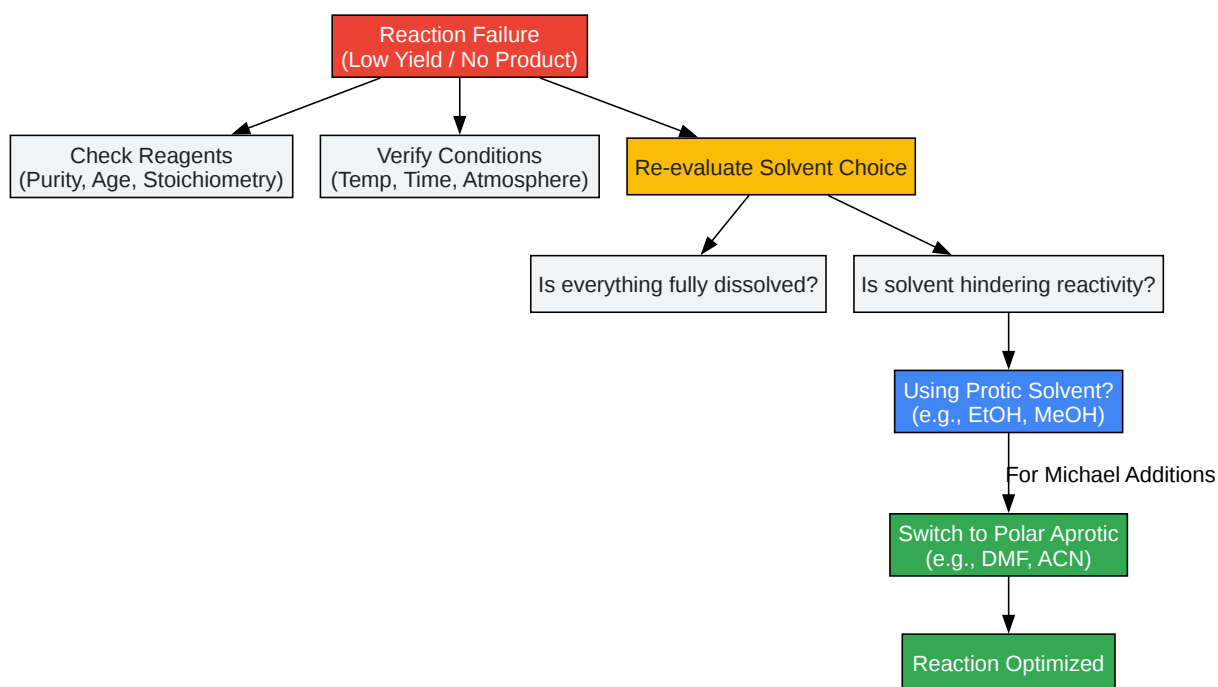 Reaction Failure
(Low Yield / No Product)
Check Reagents
(Purity, Age, Stoichiometry)
Verify Conditions
(Temp, Time, Atmosphere)
Re-evaluate Solvent Choice
Is everything fully dissolved?
Is solvent hindering reactivity?
Using Protic Solvent?
(e.g., EtOH, MeOH)
For Michael Additions
Switch to Polar Aprotic
(e.g., DMF, ACN)
Reaction Optimized